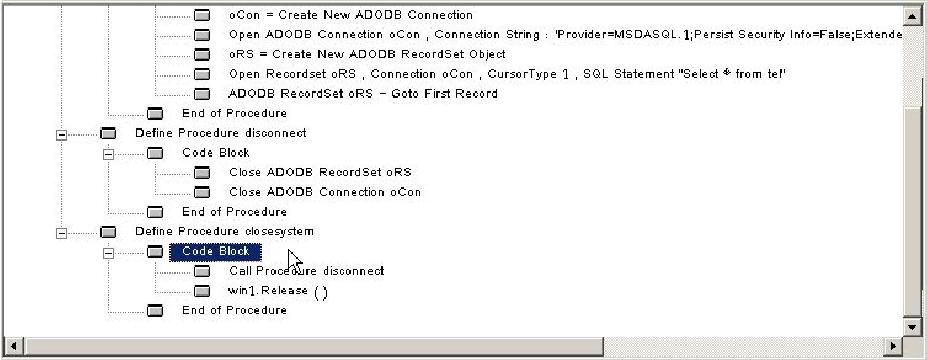 oCon = Create New ADODB Connection
Open ADODB Connection oCon , Connection String : 'Provider=MSDASQL.1;Persist Security Info=False;Extende
oRS = Create New ADODB RecordSet Object
Open Recordset oRS , Connection oCon , CursorType 1 , SQL Statement "Select * from tel"
ADODB RecordSet oRS - Goto First Record
End of Procedure
Define Procedure disconnect
Code Block
Close ADODB RecordSet oRS
Close ADODB Connection oCon
End of Procedure
Define Procedure closesystem
Code Block
Call Procedure disconnect
win1.Release ()
End of Procedure